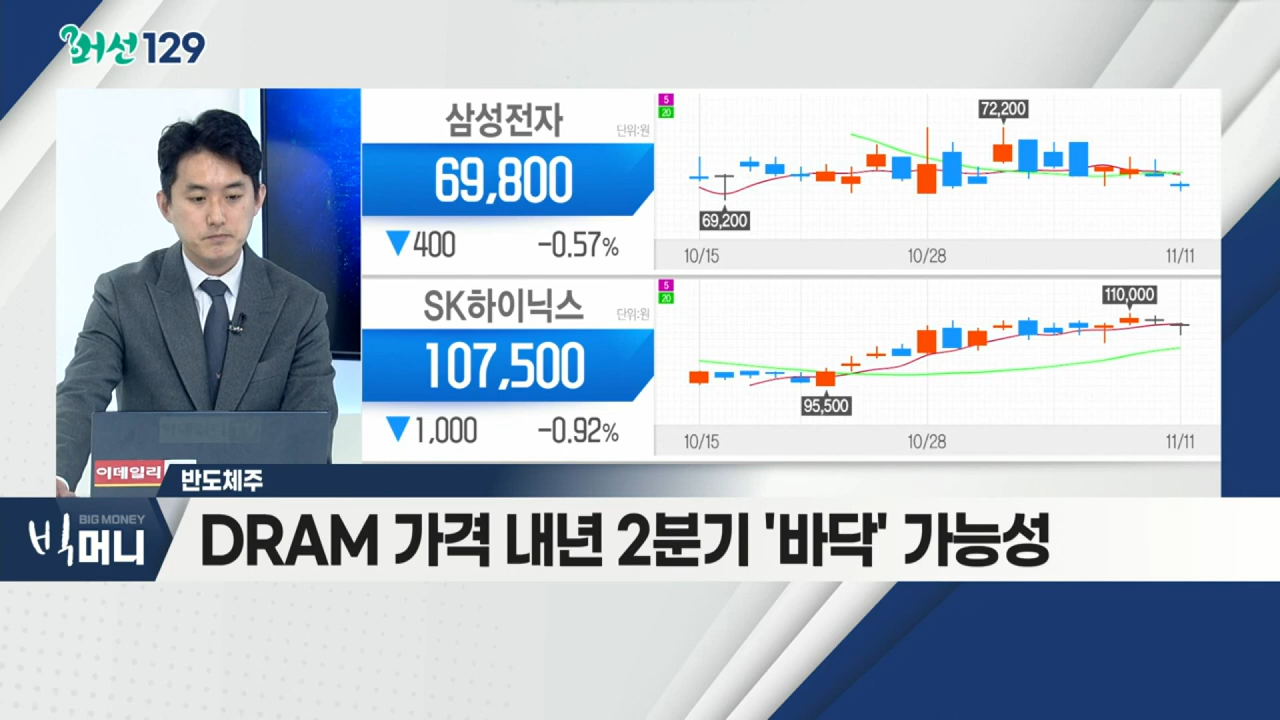 머선129
삼성전자
단위:원
69,800
▼400 -0.57%
5
20
72,200
69,200
10/15 10/28 11/11
SK하이닉스
단위:원
107,500
▼1,000 -0.92%
5
20
110,000
95,500
10/15 10/28 11/11
이데일리
반도체주
BIG MONEY
빅머니
DRAM 가격 내년 2분기 '바닥' 가능성